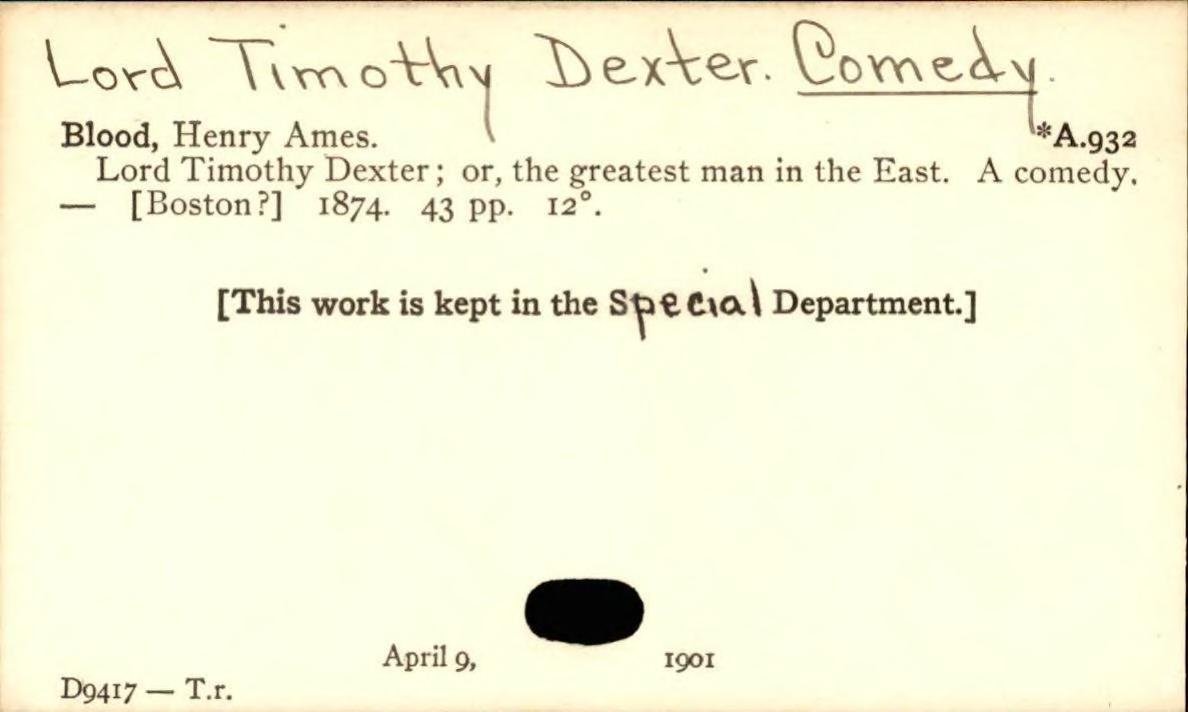 Lord Timothy Dexter. Comedy.
Blood, Henry Ames. *A.932
Lord Timothy Dexter; or, the greatest man in the East. A comedy.
— [Boston?] 1874. 43 pp. 12°.
[This work is kept in the Special Department.]
April 9, 1901
D9417 — T.r.